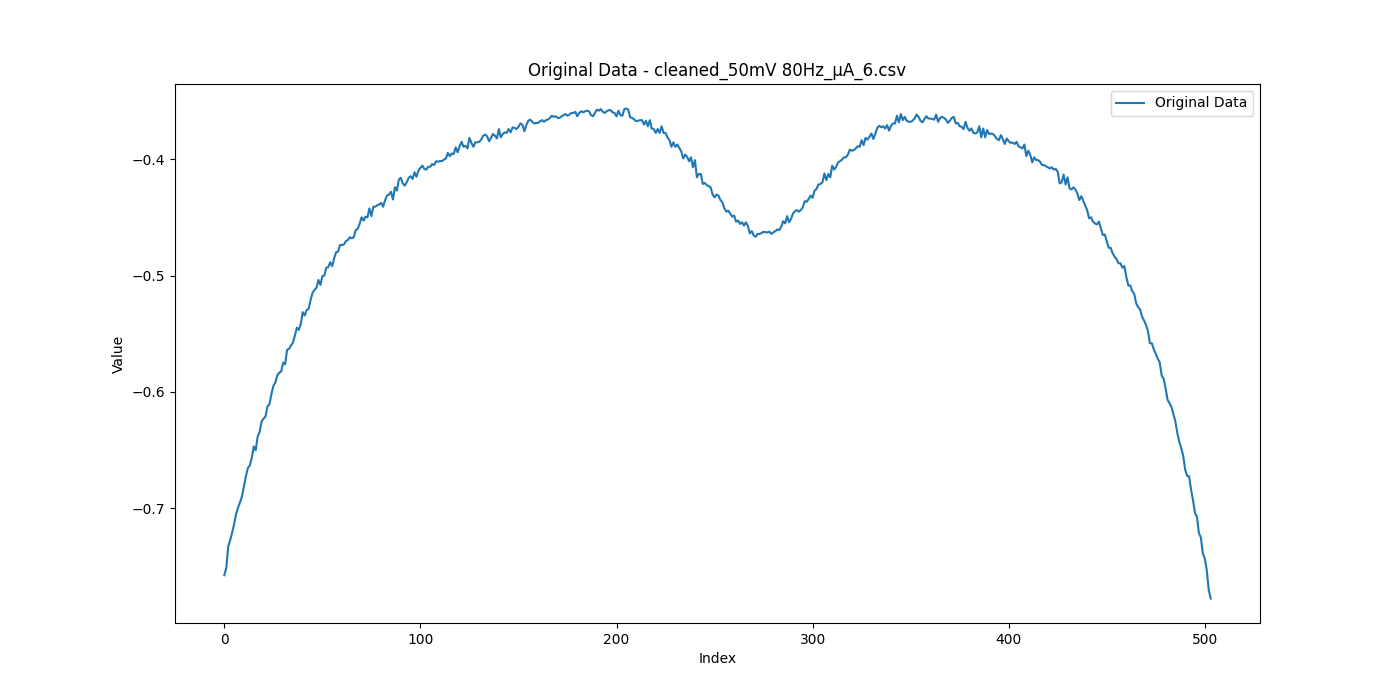 Original Data - cleaned_50mV 80Hz_μA_6.csv
Original Data
−0.4
−0.5
−0.6
−0.7
Value
0 100 200 300 400 500
Index